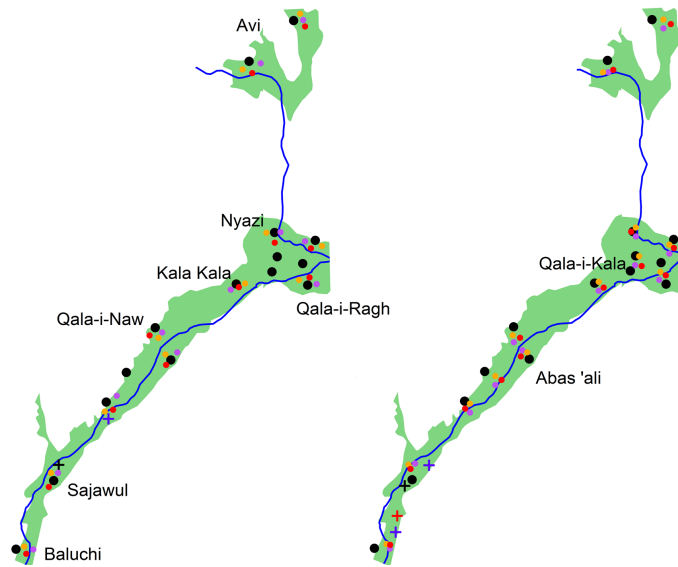 Avi
Nyazi
Kala Kala
Qala-i-Ragh
Qala-i-Naw
Sajawul
Baluchi
Qala-i-Kala
Abas 'ali